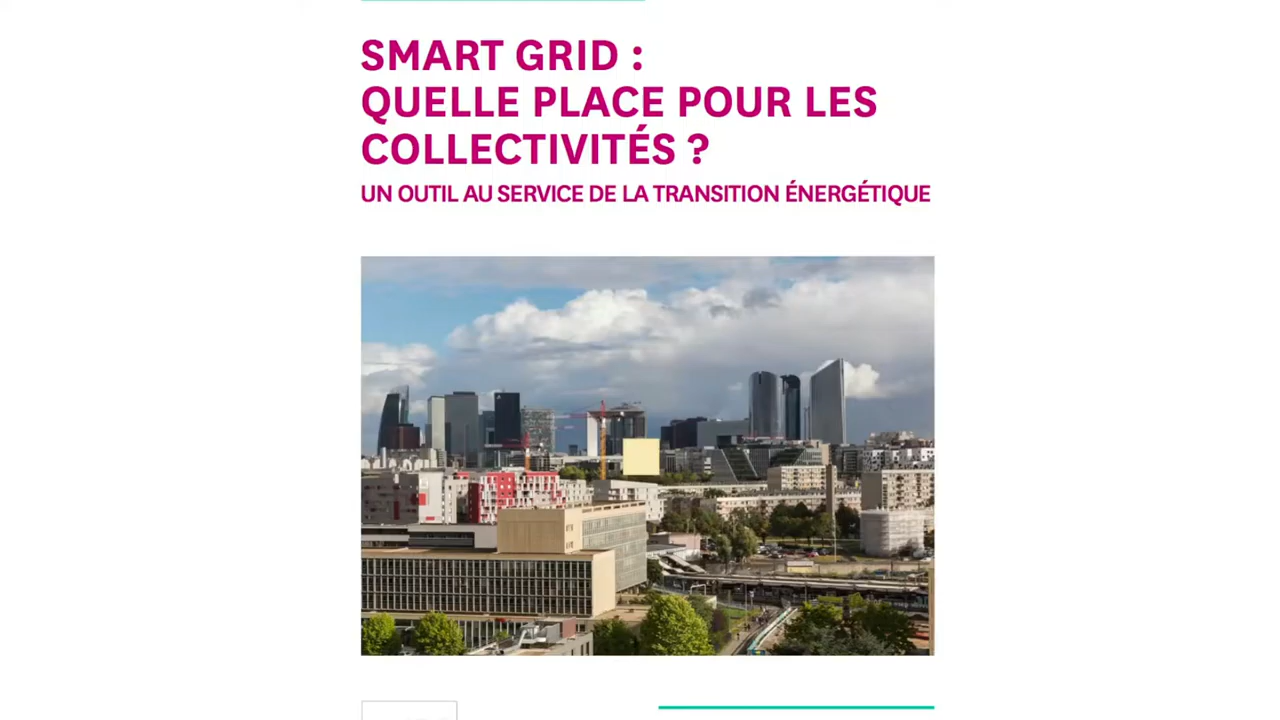 SMART GRID :
QUELLE PLACE POUR LES
COLLECTIVITÉS ?
UN OUTIL AU SERVICE DE LA TRANSITION ÉNERGÉTIQUE